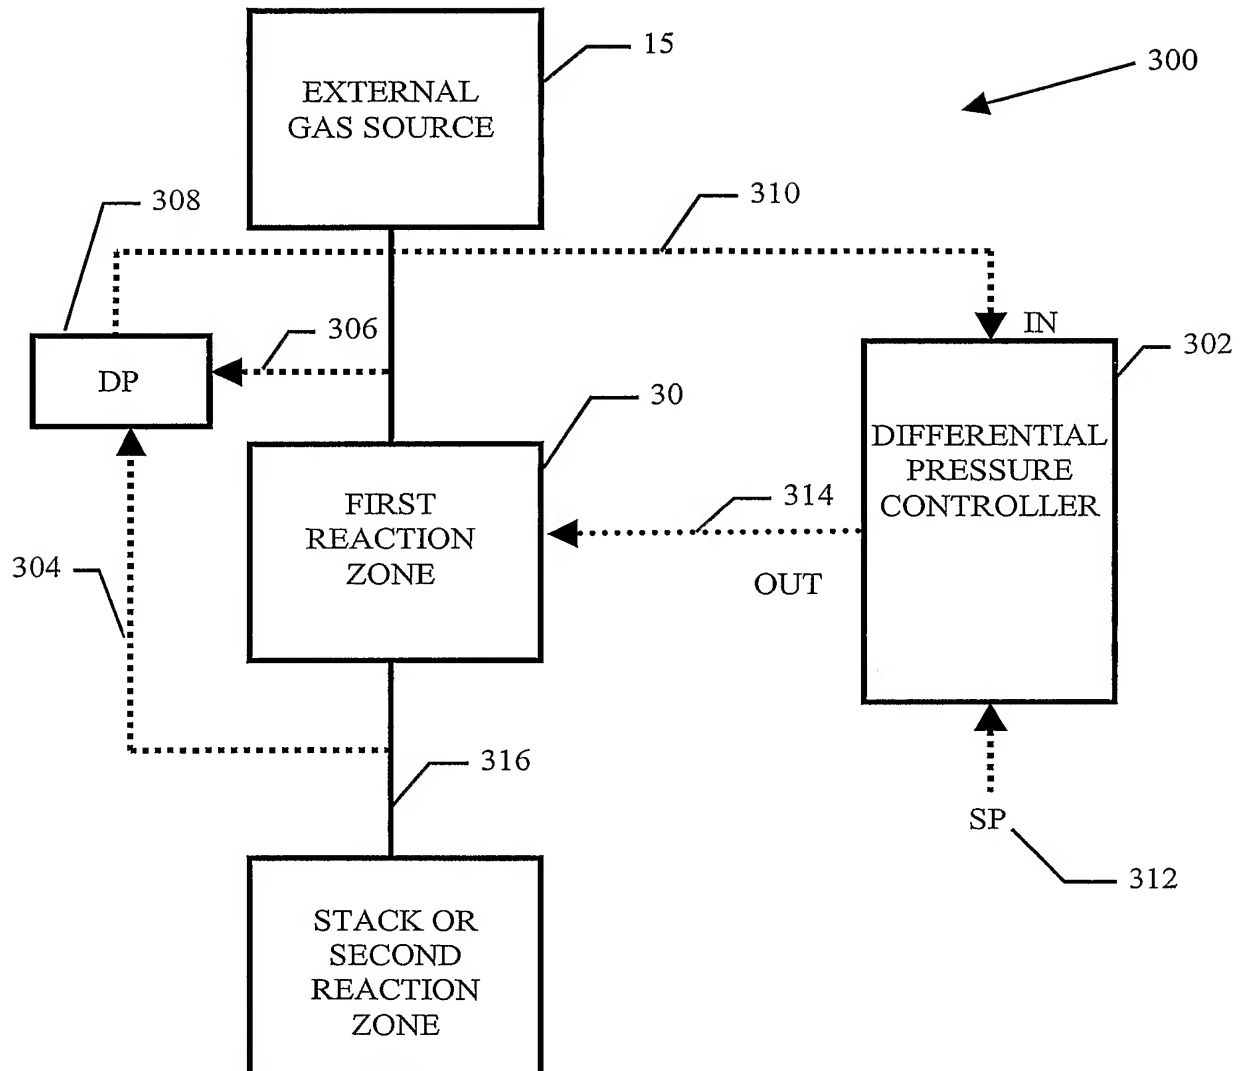 15
300
EXTERNAL
GAS SOURCE
308
310
306
IN
302
DP
30
DIFFERENTIAL
PRESSURE
CONTROLLER
FIRST
REACTION
ZONE
314
304
OUT
316
SP
312
STACK OR
SECOND
REACTION
ZONE